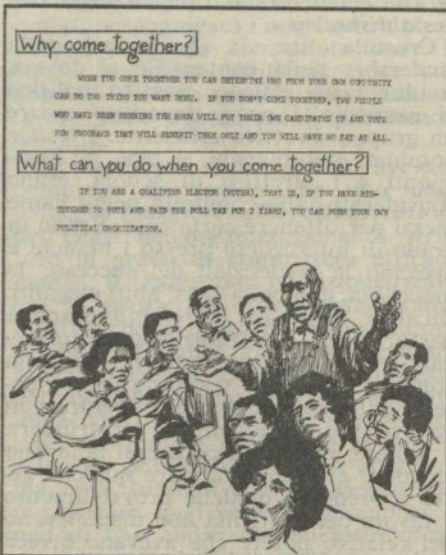 Why come together?
WHEN YOU COME TOGETHER YOU CAN DETERMINE WHO FROM YOUR OWN COMMUNITY
CAN DO THE THING YOU WANT DONE. IF YOU DON'T COME TOGETHER, THE PEOPLE
WHO HAVE BEEN RUNNING THE SHOW WILL PUT THEIR OWN CANDIDATES UP AND VOTE
FOR PROGRAMS THAT WILL BENEFIT THEM ONLY AND YOU WILL HAVE NO SAY AT ALL.
What can you do when you come together?
IF YOU ARE A QUALIFIED ELECTOR (VOTER), THAT IS, IF YOU HAVE REG-
ISTERED TO VOTE AND PAID THE POLL TAX FOR 2 YEARS, YOU CAN FORM YOUR OWN
POLITICAL ORGANIZATION.